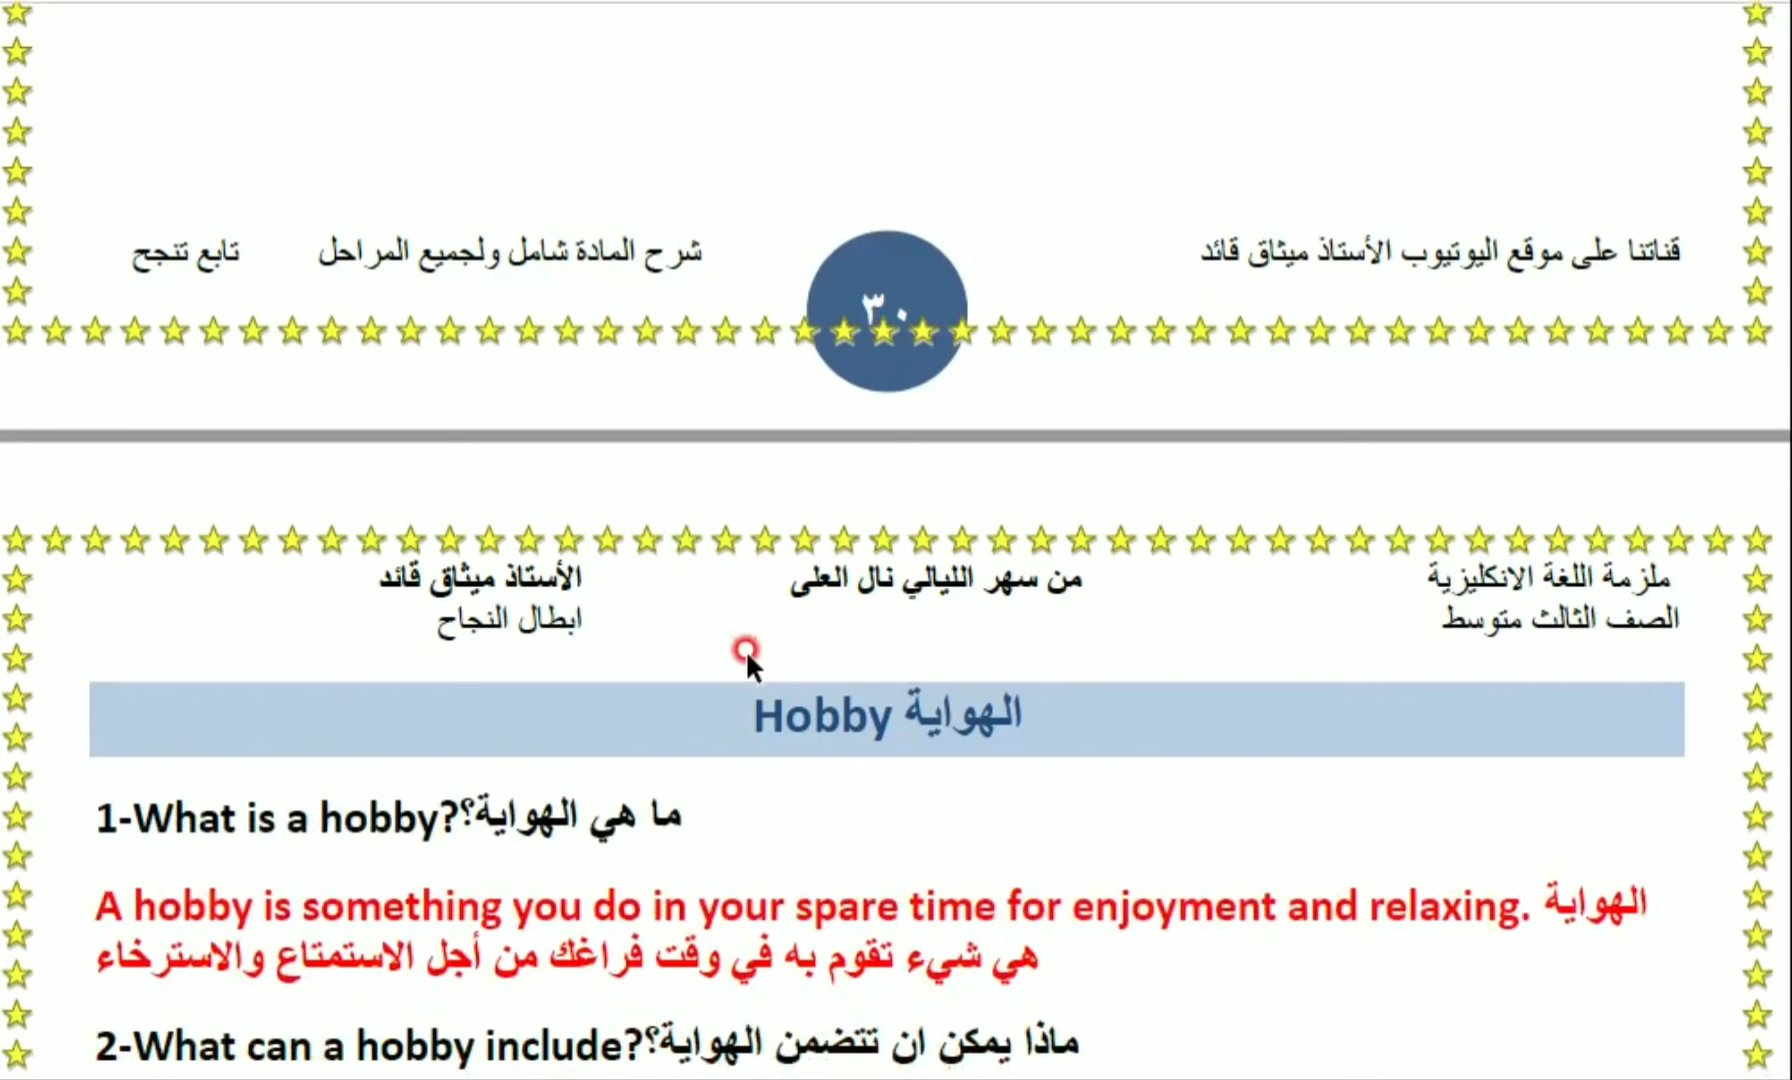 قناتنا على موقع اليوتيوب الأستاذ ميثاق قائد شرح المادة شامل ولجميع المراحل تابع تنجح
٣٠
ملزمة اللغة الانكليزية من سهر الليالي نال العلى الأستاذ ميثاق قائد
الصف الثالث متوسط ابطال النجاح
Hobby الهواية
1-What is a hobby?ما هي الهواية؟
A hobby is something you do in your spare time for enjoyment and relaxing. الهواية
هي شيء تقوم به في وقت فراغك من أجل الاستمتاع والاسترخاء
2-What can a hobby include?ماذا يمكن ان تتضمن الهواية؟